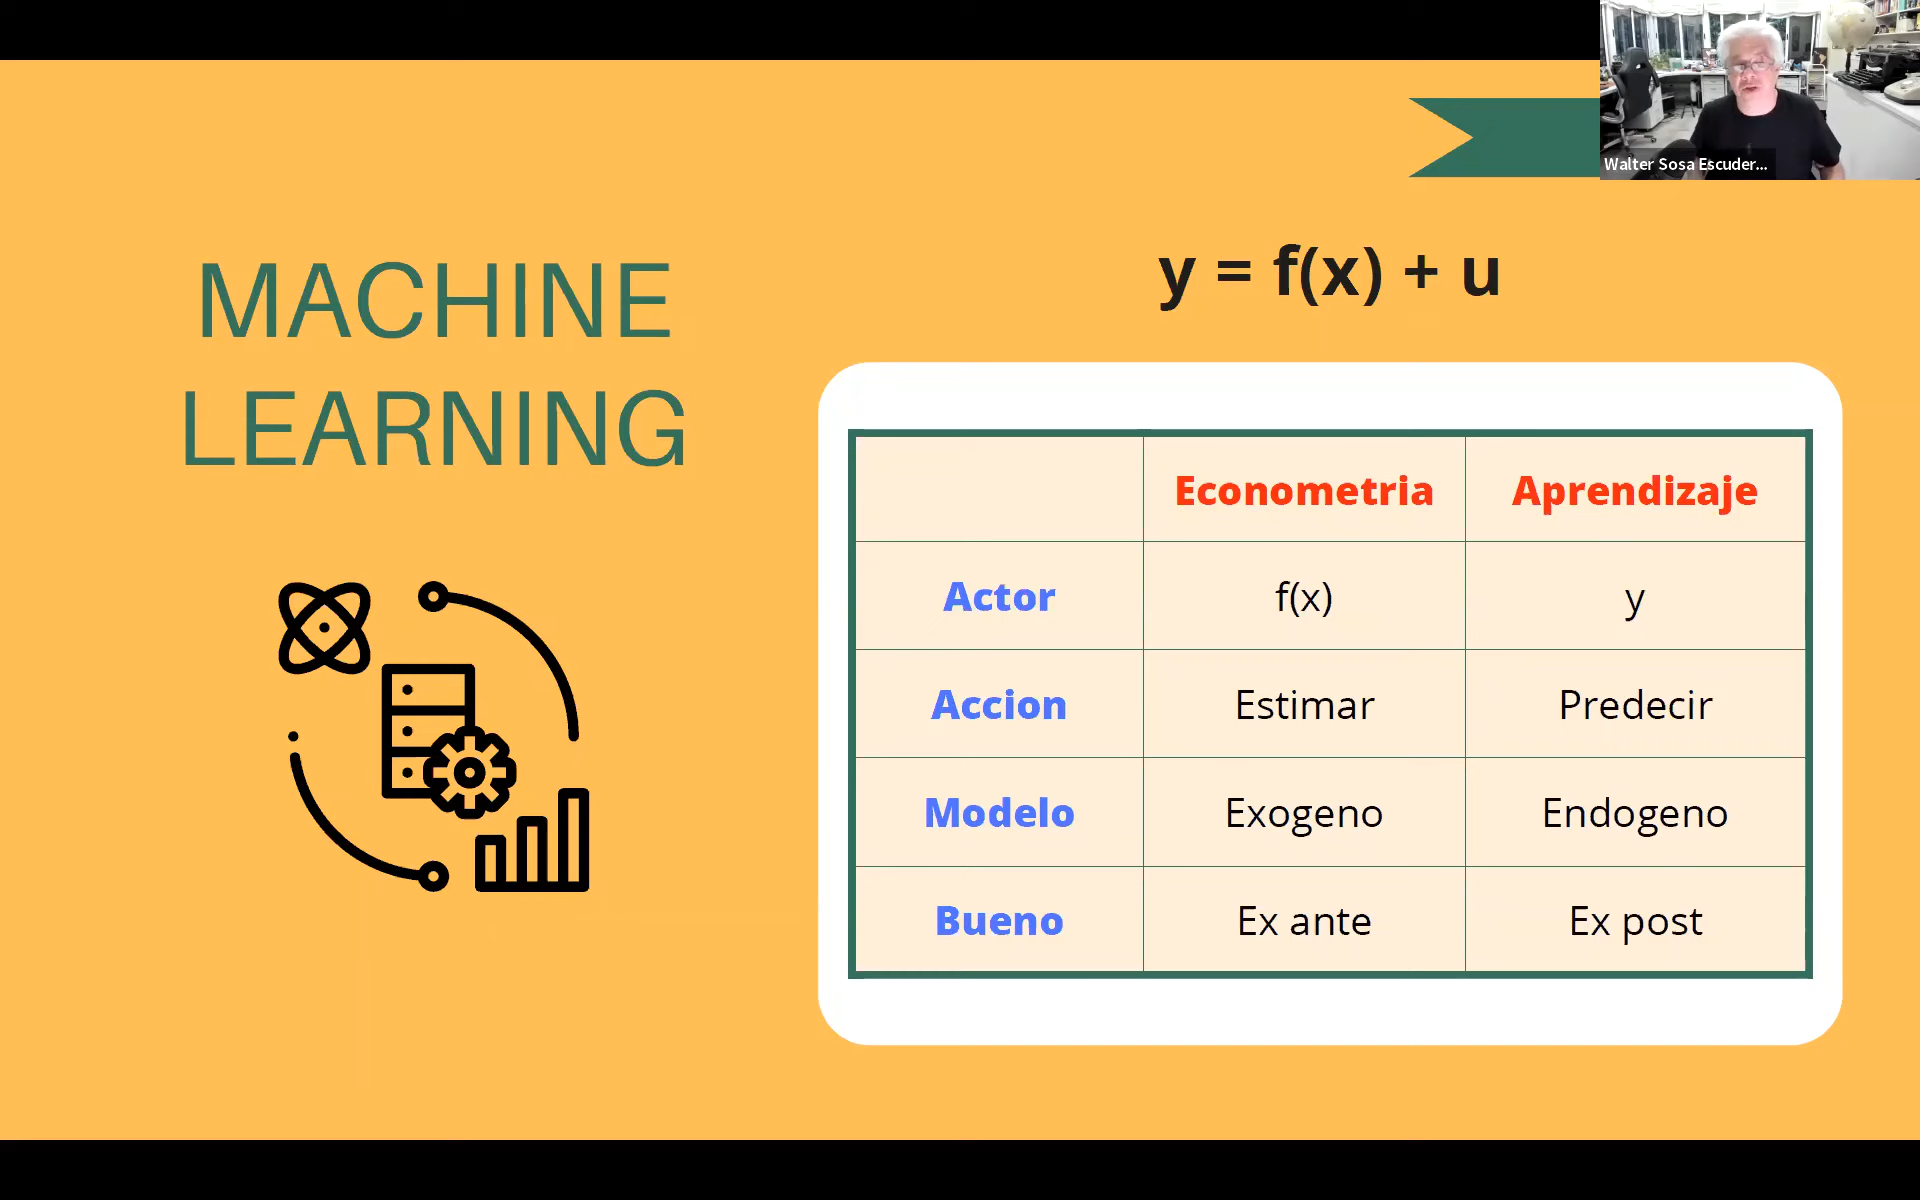 Walter Sosa Escuder...
MACHINE
LEARNING
y = f(x) + u
Econometria Aprendizaje
Actor f(x) y
Accion Estimar Predecir
Modelo Exogeno Endogeno
Bueno Ex ante Ex post